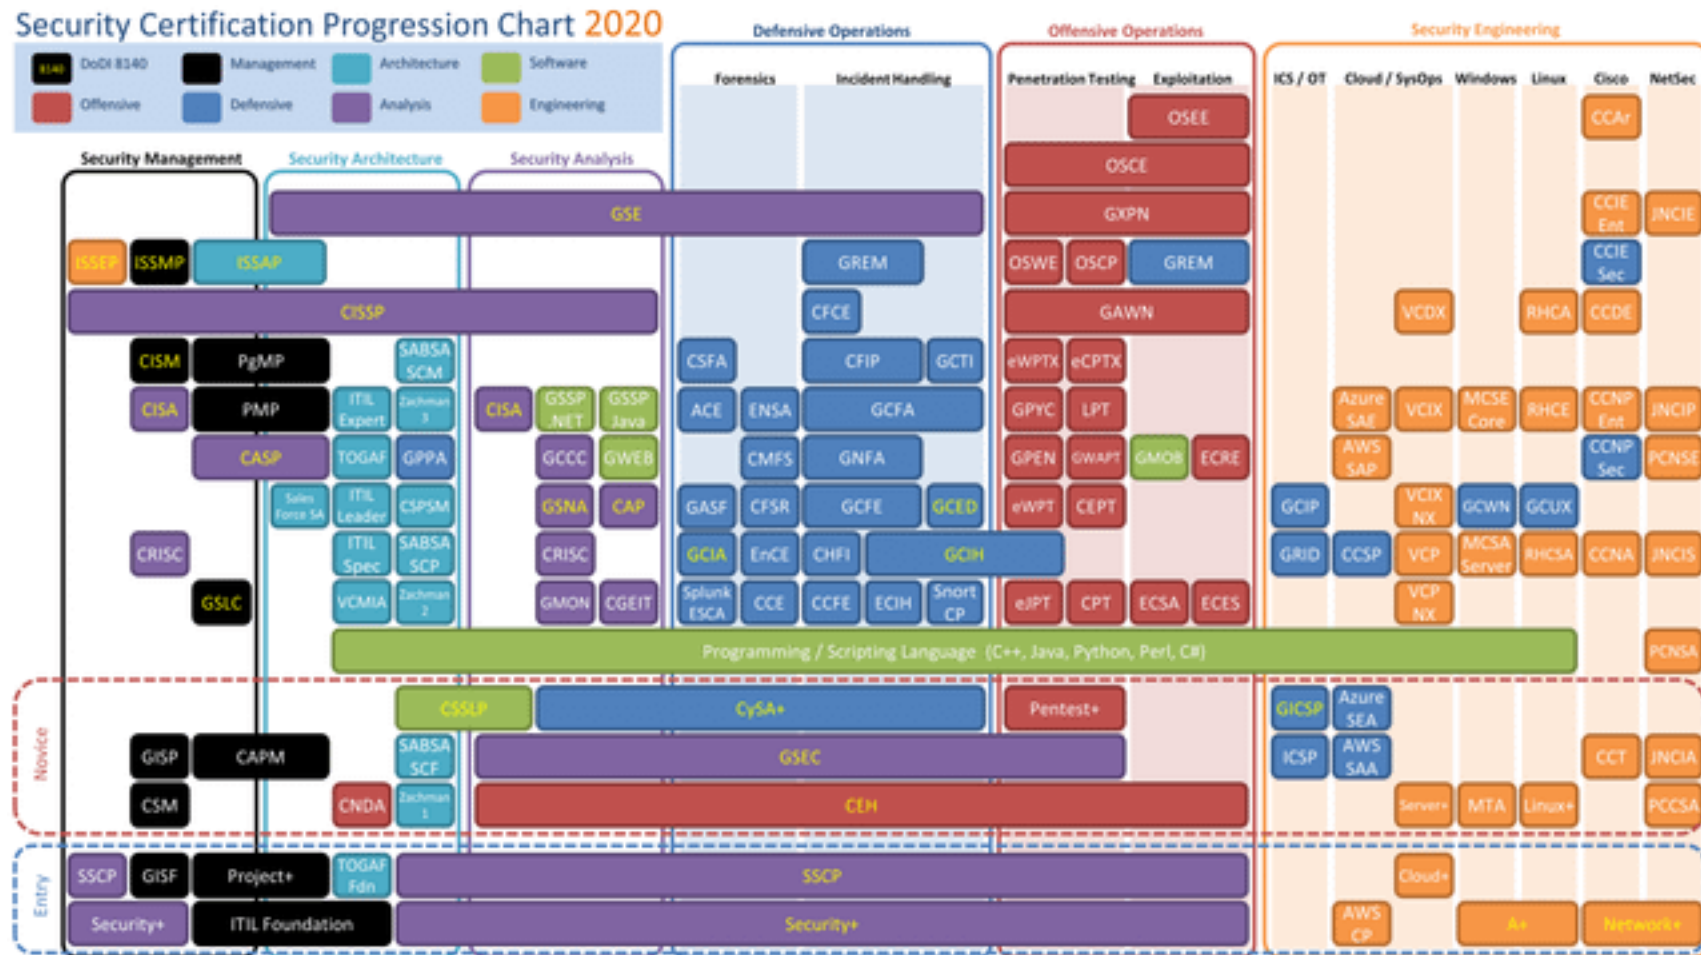 Security Certification Progression Chart 2020
8140 DoDI 8140 Management Architecture Software
Offensive Defensive Analysis Engineering
Defensive Operations Offensive Operations Security Engineering
Forensics Incident Handling Penetration Testing Exploitation ICS / OT Cloud / SysOps Windows Linux Cisco NetSec
OSEE CCAr
Security Management Security Architecture Security Analysis
OSCE
GSE GXPN CCIE Ent JNCIE
ISSEP ISSMP ISSAP GREM OSWE OSCP GREM CCIE Sec
CISSP CFCE GAWN VCDX RHCA CCDE
CISM PgMP SABSA SCM CSFA CFIP GCTI eWPTX eCPTX
CISA PMP ITIL Expert Zachman 3 CISA GSSP .NET GSSP Java ACE ENSA GCFA GPYC LPT Azure SAE VCIX MCSE Core RHCE CCNP Ent JNCIP
CASP TOGAF GPPA GCCC GWEB CMFS GNFA GPEN GWAPT GMOB ECRE AWS SAP CCNP Sec PCNSE
Sales Force SA ITIL Leader CSPSM GSNA CAP GASF CFSR GCFE GCED eWPT CEPT GCIP VCIX NX GCWN GCUX
CRISC ITIL Spec SABSA SCP CRISC GCIA EnCE CHFI GCIH GRID CCSP VCP MCSA Server RHCSA CCNA JNCIS
GSLC VCMIA Zachman 2 GMON CGEIT Splunk ESCA CCE CCFE ECIH Snort CP eJPT CPT ECSA ECES VCP NX
Programming / Scripting Language (C++, Java, Python, Perl, C#) PCNSA
Novice
CSSLP CySA+ Pentest+ GICSP Azure SEA
GISP CAPM SABSA SCF GSEC ICSP AWS SAA CCT JNCIA
CSM CNDA Zachman 1 CEH Server+ MTA Linux+ PCCSA
Entry
SSCP GISF Project+ TOGAF Fdn SSCP Cloud+
Security+ ITIL Foundation Security+ AWS CP A+ Network+